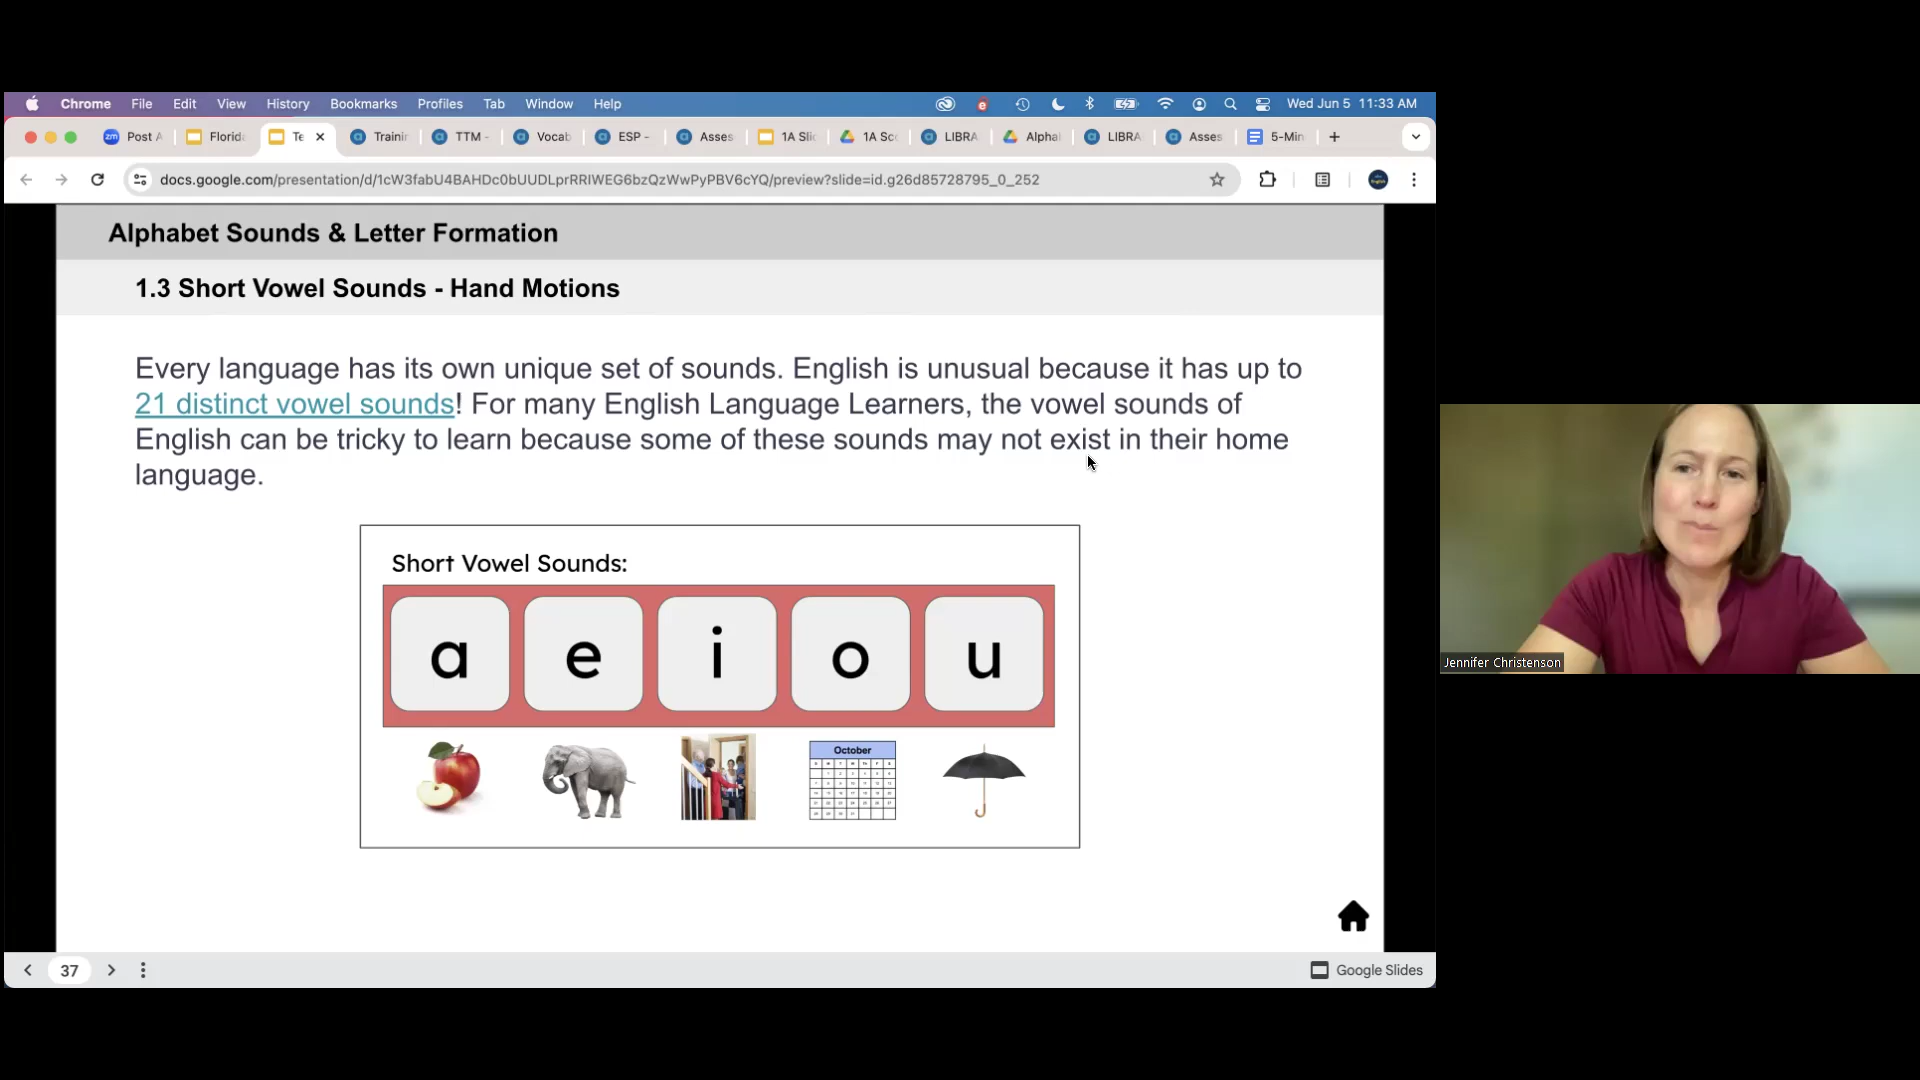 Chrome File Edit View History Bookmarks Profiles Tab Window Help Wed Jun 5 11:33 AM
zm Post A Florid Te Traini TTM - Vocab ESP - Asses 1A Slic 1A Sco LIBRA Alpha LIBRA Asses 5-Min
docs.google.com/presentation/d/1cW3fabU4BAHDc0bUUDLprRRIWEG6bzQzWwPyPBV6cYQ/preview?slide=id.g26d85728795_0_252
Alphabet Sounds & Letter Formation
1.3 Short Vowel Sounds - Hand Motions
Every language has its own unique set of sounds. English is unusual because it has up to
21 distinct vowel sounds! For many English Language Learners, the vowel sounds of
English can be tricky to learn because some of these sounds may not exist in their home
language.
Short Vowel Sounds:
a e i o u
October
Jennifer Christenson
37 Google Slides